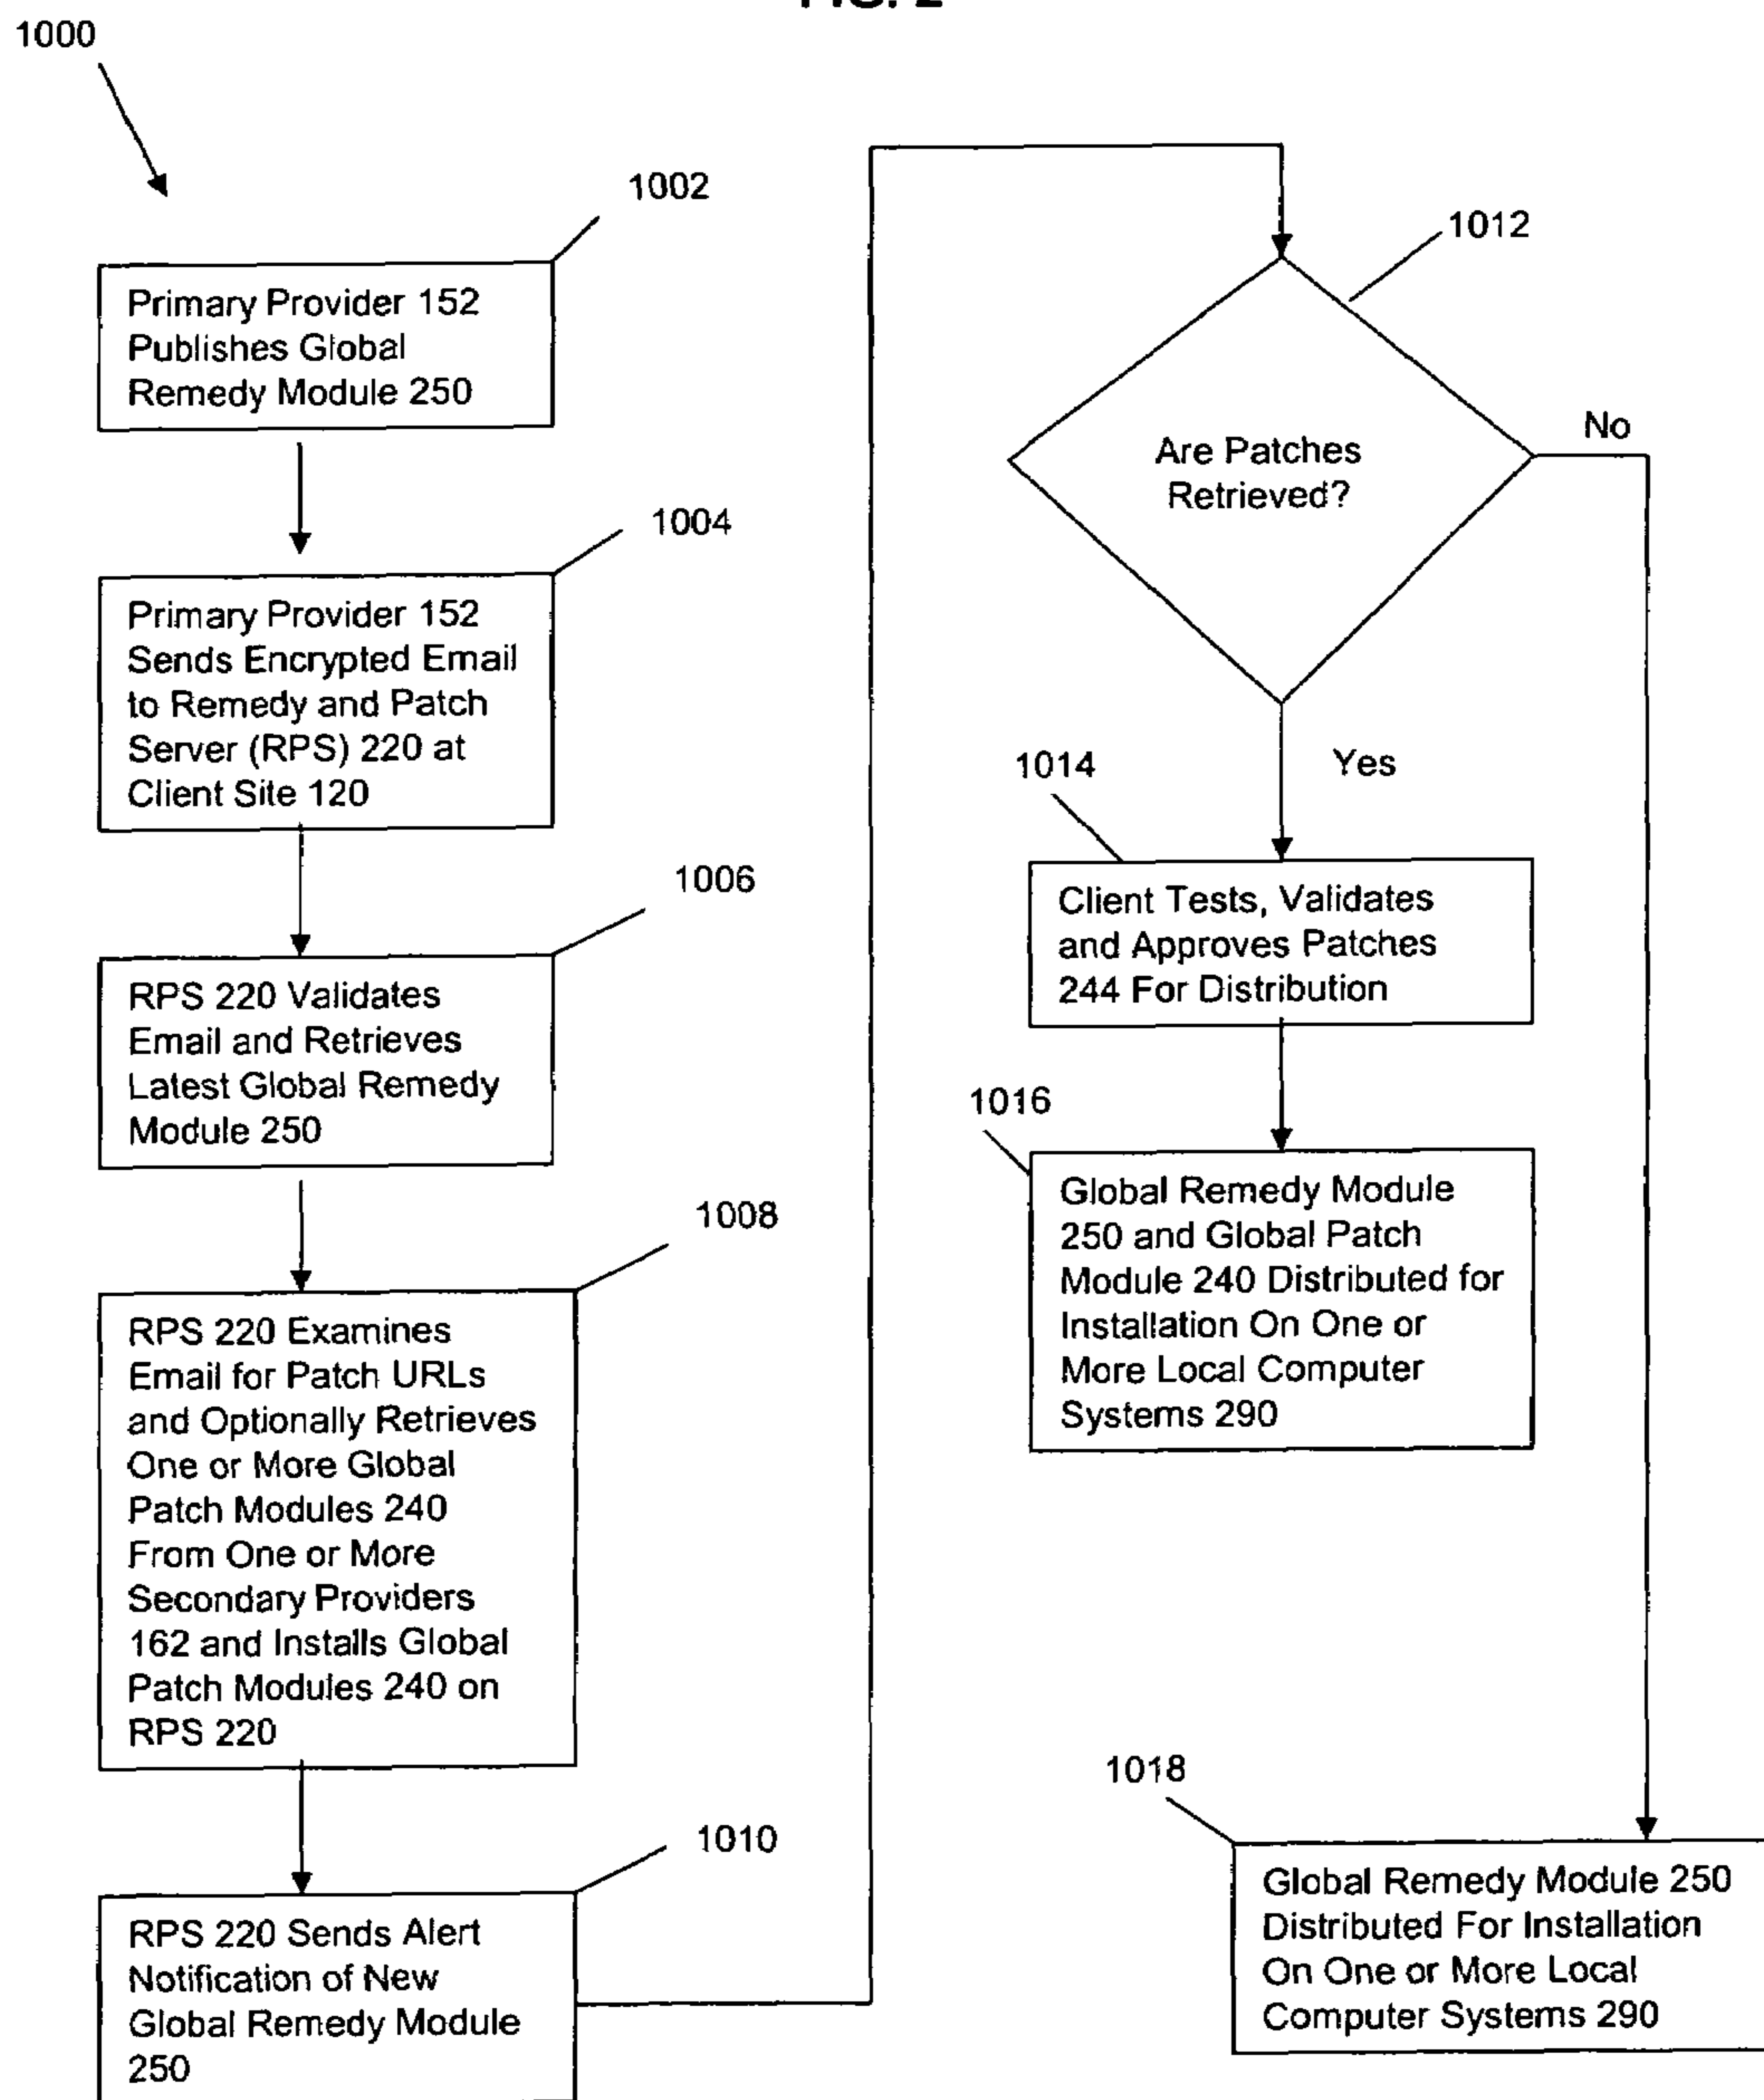 FIG. 2
1000
1002
Primary Provider 152
Publishes Global
Remedy Module 250
1004
Primary Provider 152
Sends Encrypted Email
to Remedy and Patch
Server (RPS) 220 at
Client Site 120
1006
RPS 220 Validates
Email and Retrieves
Latest Global Remedy
Module 250
1008
RPS 220 Examines
Email for Patch URLs
and Optionally Retrieves
One or More Global
Patch Modules 240
From One or More
Secondary Providers
162 and Installs Global
Patch Modules 240 on
RPS 220
1010
RPS 220 Sends Alert
Notification of New
Global Remedy Module
250
1012
Are Patches
Retrieved?
No
Yes
1014
Client Tests, Validates
and Approves Patches
244 For Distribution
1016
Global Remedy Module
250 and Global Patch
Module 240 Distributed for
Installation On One or
More Local Computer
Systems 290
1018
Global Remedy Module 250
Distributed For Installation
On One or More Local
Computer Systems 290